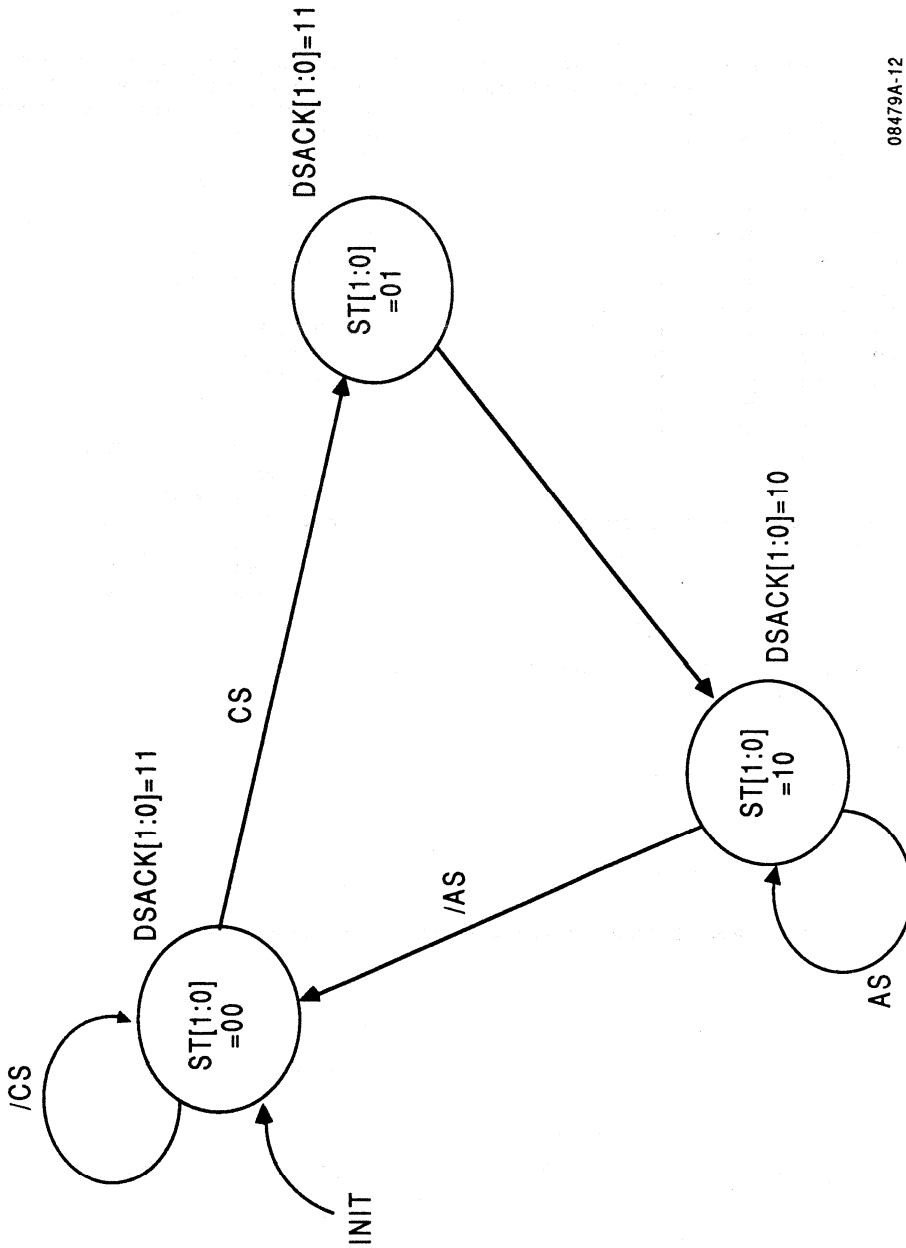 /CS
DSACK[1:0]=11
ST[1:0]
=00
INIT
CS
DSACK[1:0]=11
ST[1:0]
=01
/AS
DSACK[1:0]=10
ST[1:0]
=10
AS
08479A-12